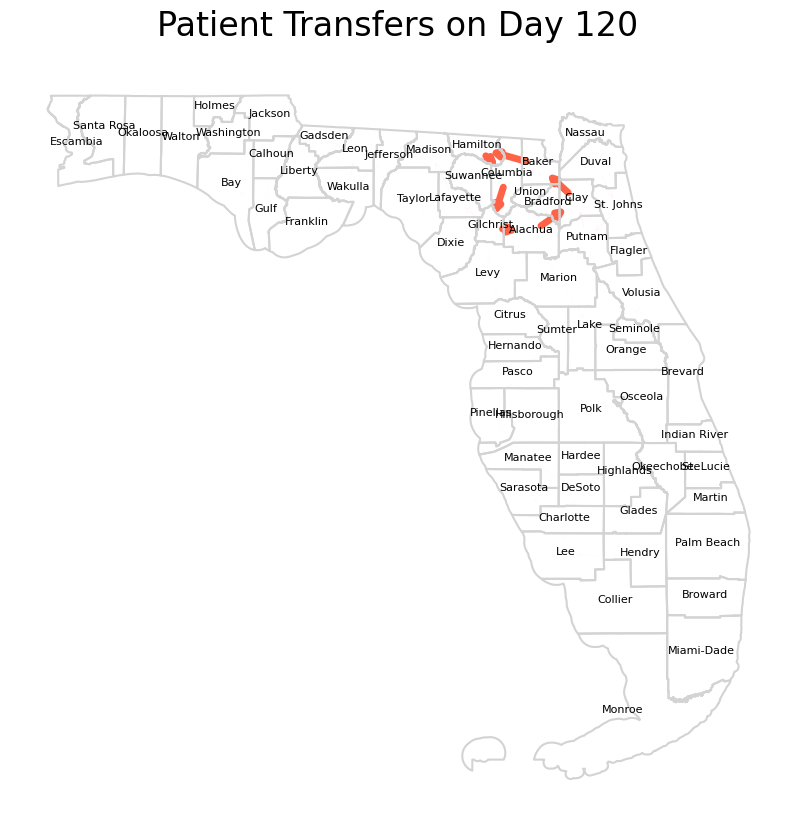 Patient Transfers on Day 120
Holmes
Jackson
Santa Rosa
Okaloosa
Walton
Washington
Escambia
Calhoun
Bay
Liberty
Gulf
Franklin
Gadsden
Leon
Jefferson
Madison
Wakulla
Taylor
Hamilton
Suwannee
Lafayette
Columbia
Baker
Nassau
Duval
Union
Bradford
Clay
St. Johns
Gilchrist
Alachua
Dixie
Putnam
Flagler
Levy
Marion
Volusia
Citrus
Sumter
Lake
Seminole
Hernando
Orange
Pasco
Brevard
Osceola
Pinellas
Hillsborough
Polk
Indian River
Manatee
Hardee
Highlands
Okeechobee
St. Lucie
Sarasota
DeSoto
Martin
Charlotte
Glades
Lee
Hendry
Palm Beach
Collier
Broward
Miami-Dade
Monroe